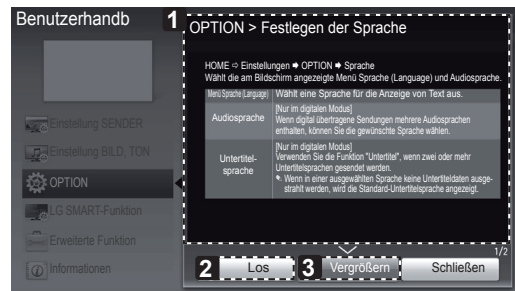 Benutzerhandb
1
OPTION > Festlegen der Sprache
HOME ⇨ Einstellungen ➡ OPTION ➡ Sprache
Wählt die am Bildschirm angezeigte Menü Sprache (Language) und Audiosprache.
Menü Sprache (Language) Wählt eine Sprache für die Anzeige von Text aus.
Audiosprache
[Nur im digitalen Modus]
Wenn digital übertragene Sendungen mehrere Audiosprachen
enthalten, können Sie die gewünschte Sprache wählen.
Untertitel-
sprache
[Nur im digitalen Modus]
Verwenden Sie die Funktion "Untertitel", wenn zwei oder mehr
Untertitelsprachen gesendet werden.
Wenn in einer ausgewählten Sprache keine Untertiteldaten ausge-
strahlt werden, wird die Standard-Untertitelsprache angezeigt.
Einstellung SENDER
Einstellung BILD, TON
OPTION
LG SMART-Funktion
Erweiterte Funktion
Informationen
1/2
2 Los
3 Vergrößern
Schließen